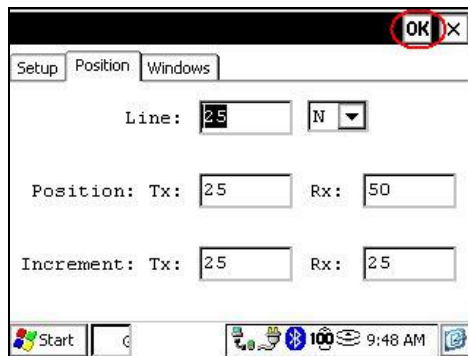 OK ×
Setup Position Windows
Line: 25 N
Position: Tx: 25 Rx: 50
Increment: Tx: 25 Rx: 25
Start 100 9:48 AM